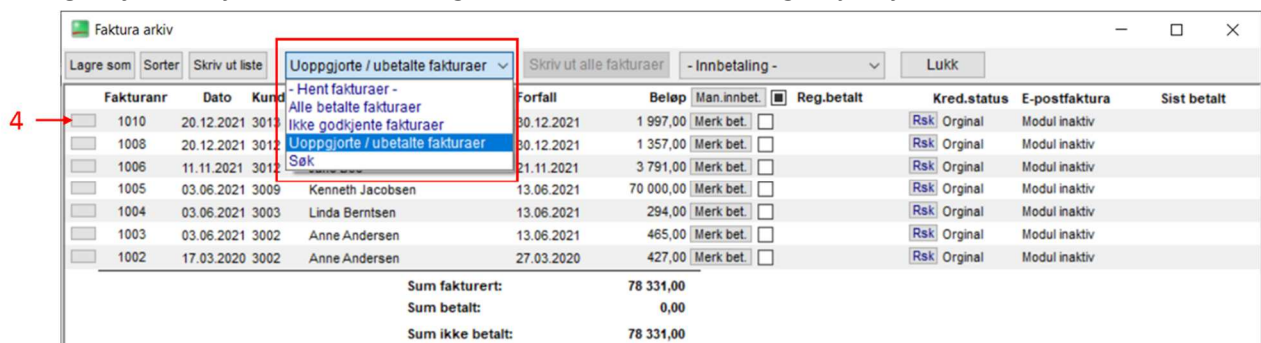 Faktura arkiv
Lagre som Sorter Skriv ut liste Uoppgjorte / ubetalte fakturaer Skriv ut alle fakturaer - Innbetaling - Lukk
- Hent fakturaer -
Alle betalte fakturaer
Ikke godkjente fakturaer
Uoppgjorte / ubetalte fakturaer
Søk
Fakturanr Dato Kund Forfall Beløp Man.innbet. Reg.betalt Kred.status E-postfaktura Sist betalt
4 1010 20.12.2021 3013 30.12.2021 1 997,00 Merk bet. Rsk Orginal Modul inaktiv
1008 20.12.2021 3012 30.12.2021 1 357,00 Merk bet. Rsk Orginal Modul inaktiv
1006 11.11.2021 3012 21.11.2021 3 791,00 Merk bet. Rsk Orginal Modul inaktiv
1005 03.06.2021 3009 Kenneth Jacobsen 13.06.2021 70 000,00 Merk bet. Rsk Orginal Modul inaktiv
1004 03.06.2021 3003 Linda Berntsen 13.06.2021 294,00 Merk bet. Rsk Orginal Modul inaktiv
1003 03.06.2021 3002 Anne Andersen 13.06.2021 465,00 Merk bet. Rsk Orginal Modul inaktiv
1002 17.03.2020 3002 Anne Andersen 27.03.2020 427,00 Merk bet. Rsk Orginal Modul inaktiv
Sum fakturert: 78 331,00
Sum betalt: 0,00
Sum ikke betalt: 78 331,00